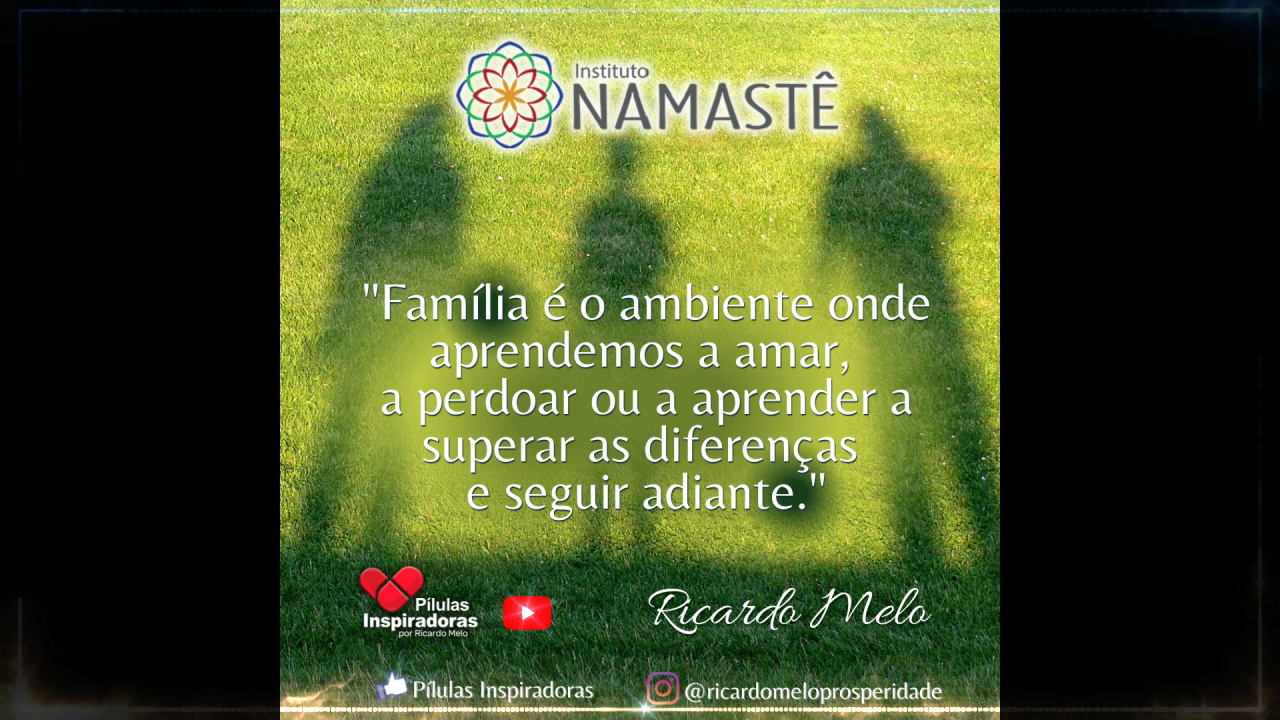 Instituto
NAMASTÊ
"Família é o ambiente onde
aprendemos a amar,
a perdoar ou a aprender a
superar as diferenças
e seguir adiante."
Pílulas
Inspiradoras
por Ricardo Melo
Ricardo Melo
Pílulas Inspiradoras
@ricardomeloprosperidade